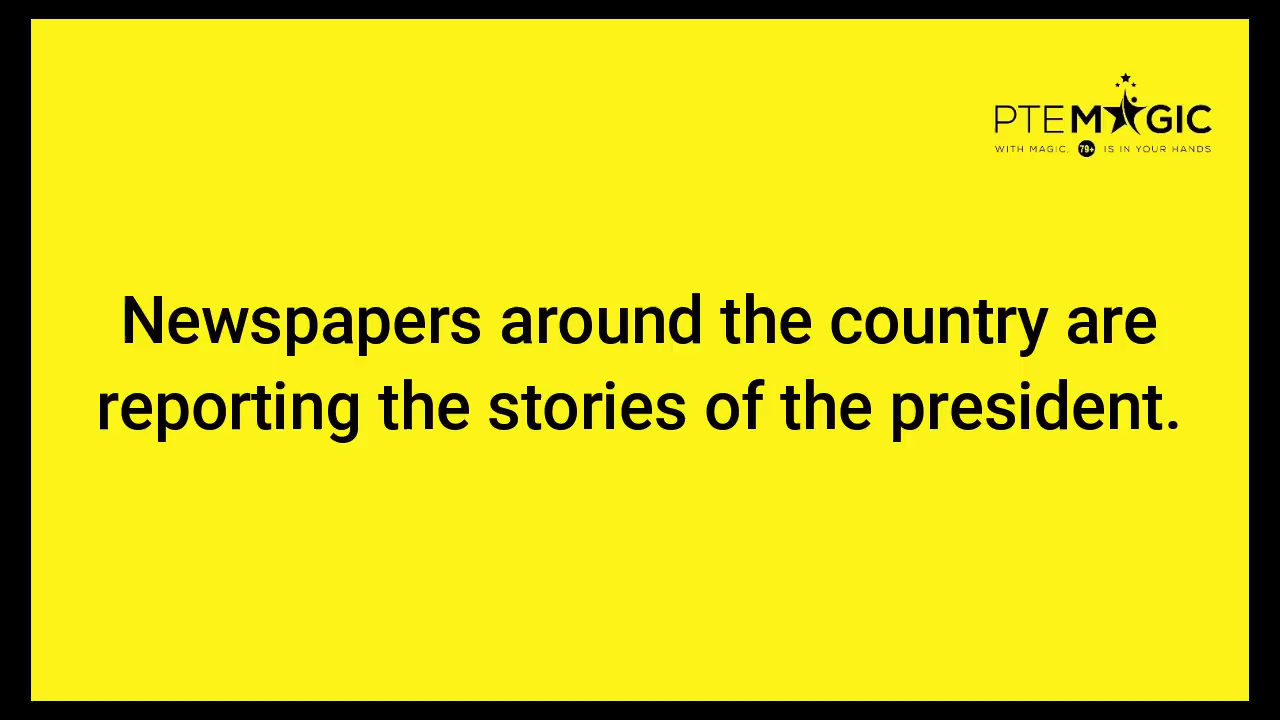 PTEMAGIC
WITH MAGIC, 79+ IS IN YOUR HANDS
Newspapers around the country are
reporting the stories of the president.